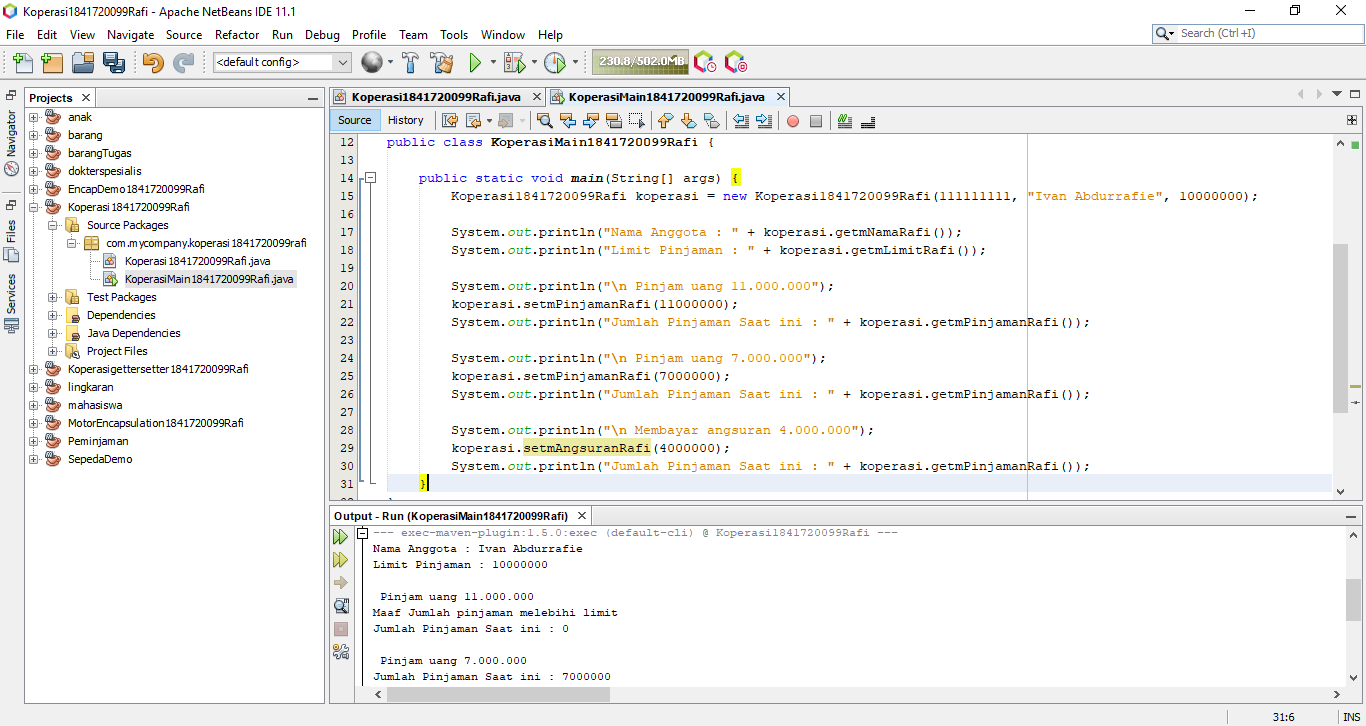 Koperasi1841720099Rafi - Apache NetBeans IDE 11.1
File Edit View Navigate Source Refactor Run Debug Profile Team Tools Window Help
Search (Ctrl+I)
<default config>
230.8/502.0MB
Projects
Navigator
Files
Services
anak
barang
barangTugas
dokterspesialis
EncapDemo1841720099Rafi
Koperasi1841720099Rafi
Source Packages
com.mycompany.koperasi1841720099rafi
Koperasi1841720099Rafi.java
KoperasiMain1841720099Rafi.java
Test Packages
Dependencies
Java Dependencies
Project Files
Koperasigettersetter1841720099Rafi
lingkaran
mahasiswa
MotorEncapsulation1841720099Rafi
Peminjaman
SepedaDemo
Koperasi1841720099Rafi.java KoperasiMain1841720099Rafi.java
Source History
12 public class KoperasiMain1841720099Rafi {
13
14 public static void main(String[] args) {
15 Koperasi1841720099Rafi koperasi = new Koperasi1841720099Rafi(111111111, "Ivan Abdurrafie", 10000000);
16
17 System.out.println("Nama Anggota : " + koperasi.getmNamaRafi());
18 System.out.println("Limit Pinjaman : " + koperasi.getmLimitRafi());
19
20 System.out.println("\n Pinjam uang 11.000.000");
21 koperasi.setmPinjamanRafi(11000000);
22 System.out.println("Jumlah Pinjaman Saat ini : " + koperasi.getmPinjamanRafi());
23
24 System.out.println("\n Pinjam uang 7.000.000");
25 koperasi.setmPinjamanRafi(7000000);
26 System.out.println("Jumlah Pinjaman Saat ini : " + koperasi.getmPinjamanRafi());
27
28 System.out.println("\n Membayar angsuran 4.000.000");
29 koperasi.setmAngsuranRafi(4000000);
30 System.out.println("Jumlah Pinjaman Saat ini : " + koperasi.getmPinjamanRafi());
31 }
Output - Run (KoperasiMain1841720099Rafi)
--- exec-maven-plugin:1.5.0:exec (default-cli) @ Koperasi1841720099Rafi ---
Nama Anggota : Ivan Abdurrafie
Limit Pinjaman : 10000000
Pinjam uang 11.000.000
Maaf Jumlah pinjaman melebihi limit
Jumlah Pinjaman Saat ini : 0
Pinjam uang 7.000.000
Jumlah Pinjaman Saat ini : 7000000
31:6 INS